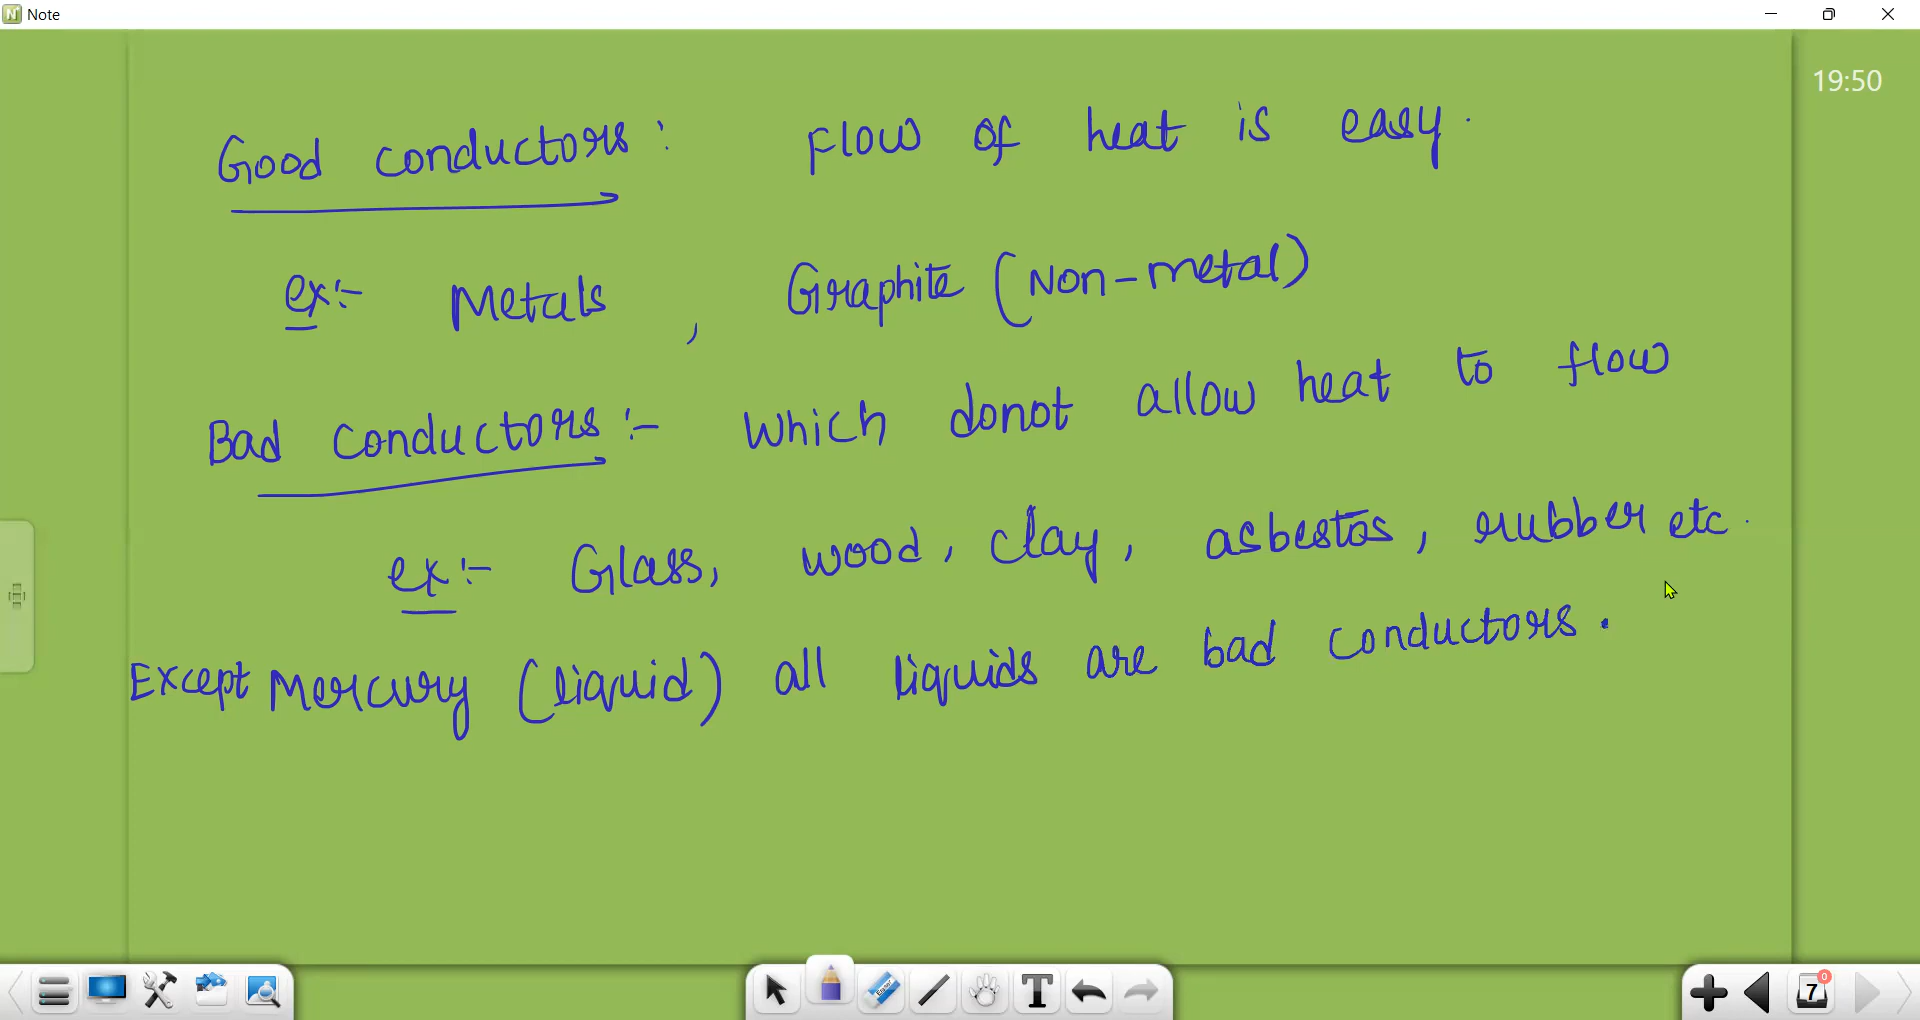 Note
19:50
Good conductors: Flow of heat is easy.
ex:- Metals, Graphite (Non-metal)
Bad conductors:- Which donot allow heat to flow
ex:- Glass, wood, clay, asbestos, rubber etc.
Except Mercury (liquid) all liquids are bad conductors.
Eraser T 7 0